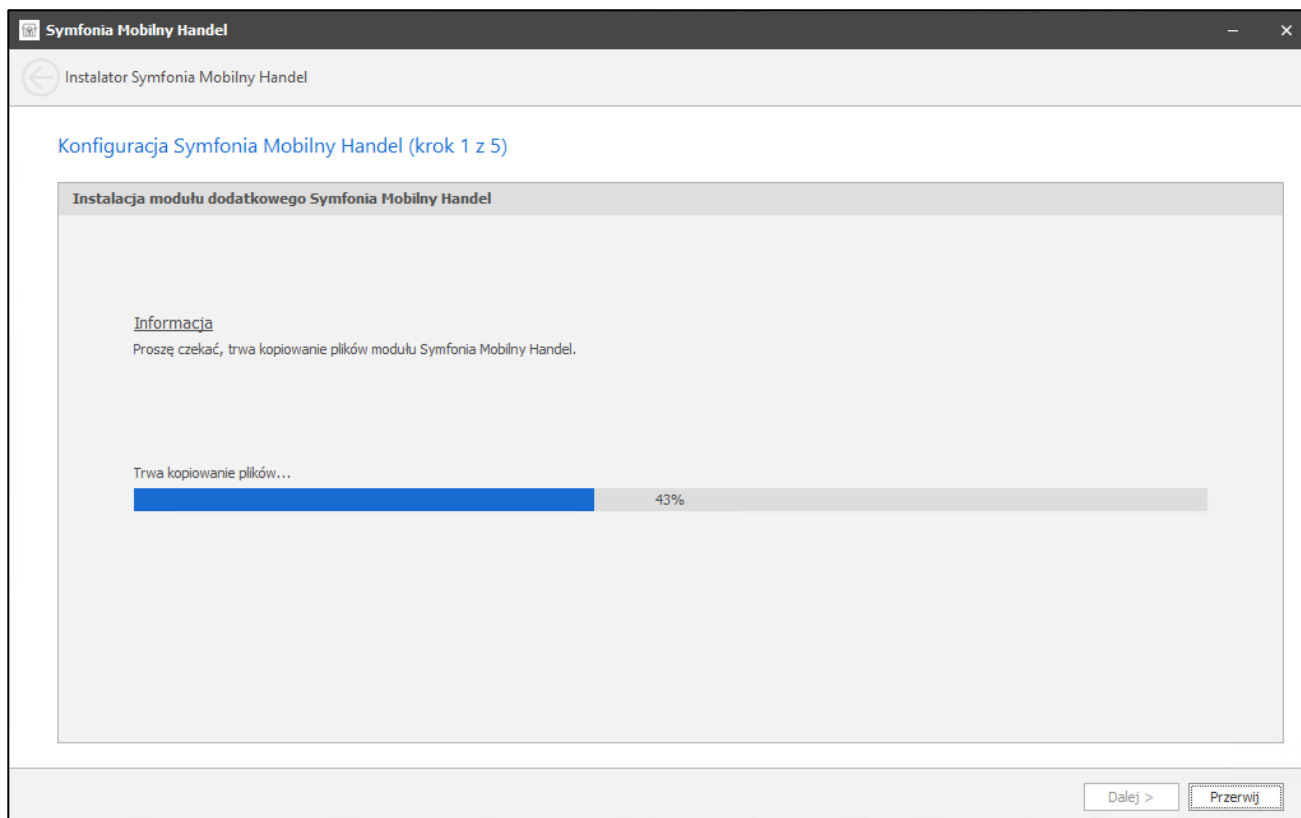 Symfonia Mobilny Handel
Instalator Symfonia Mobilny Handel
Konfiguracja Symfonia Mobilny Handel (krok 1 z 5)
Instalacja modułu dodatkowego Symfonia Mobilny Handel
Informacja
Proszę czekać, trwa kopiowanie plików modułu Symfonia Mobilny Handel.
Trwa kopiowanie plików...
43%
Dalej > Przerwij